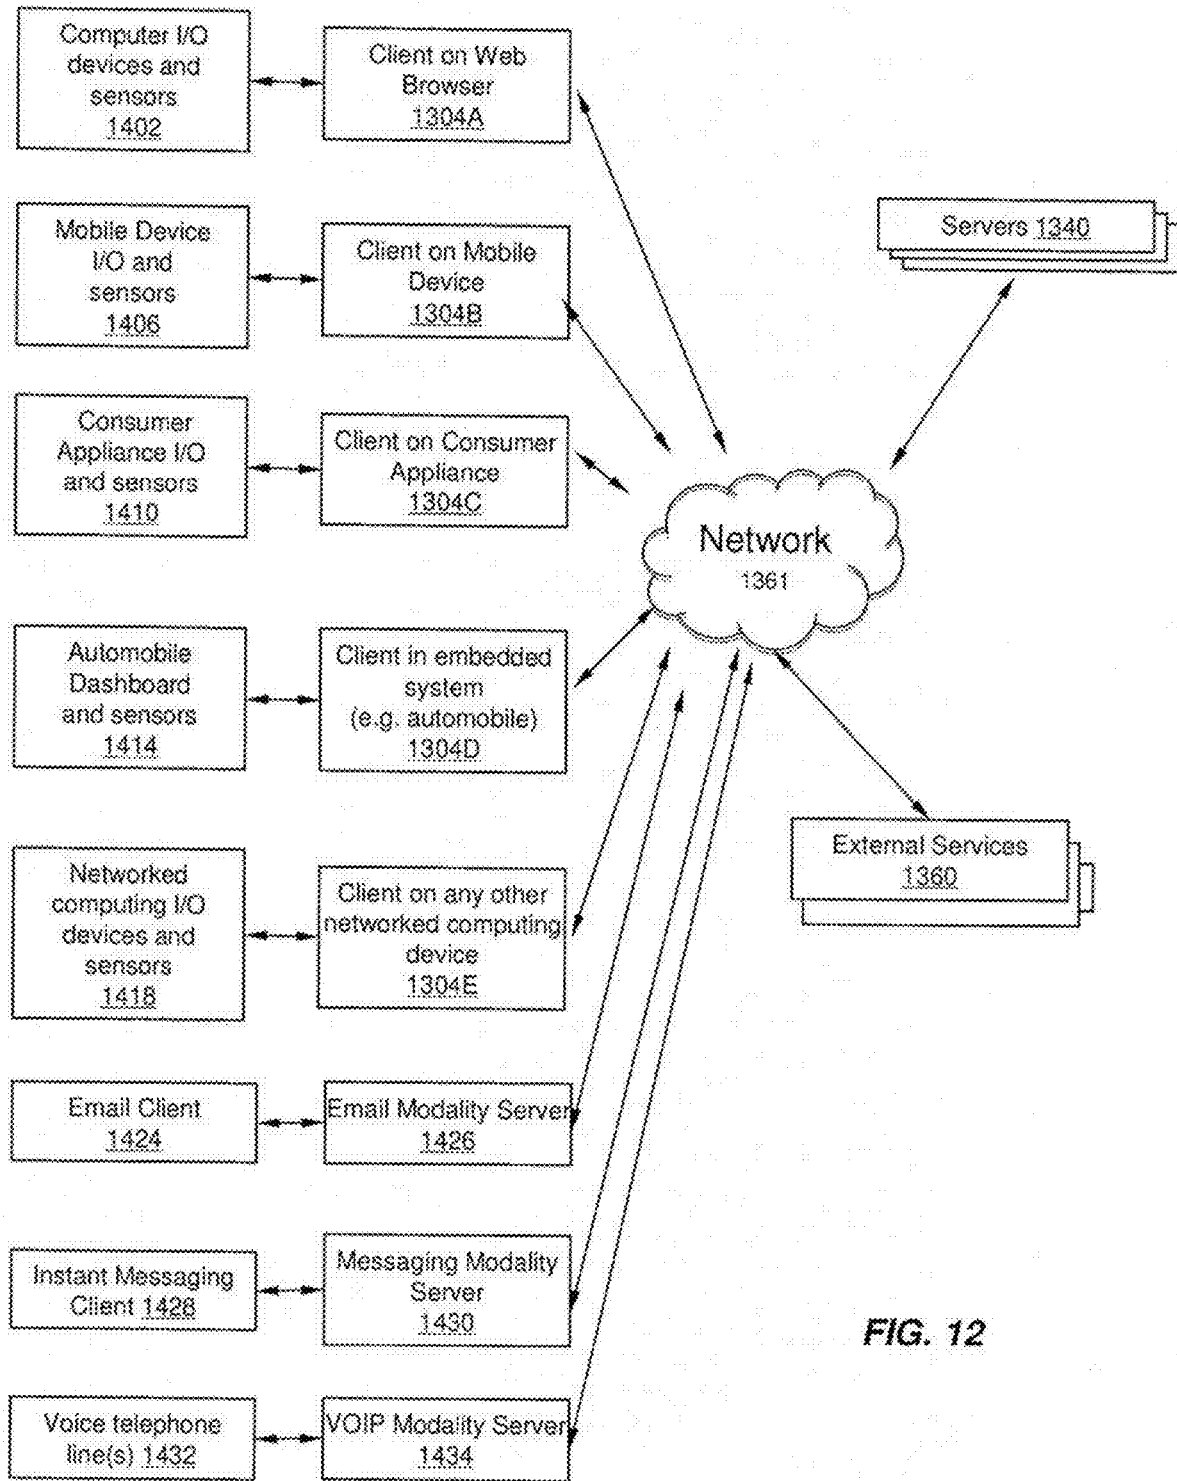 Computer I/O
devices and
sensors
1402
Client on Web
Browser
1304A
Mobile Device
I/O and
sensors
1406
Client on Mobile
Device
1304B
Servers 1340
Consumer
Appliance I/O
and sensors
1410
Client on Consumer
Appliance
1304C
Network
1361
Automobile
Dashboard
and sensors
1414
Client in embedded
system
(e.g. automobile)
1304D
External Services
1360
Networked
computing I/O
devices and
sensors
1418
Client on any other
networked computing
device
1304E
Email Client
1424
Email Modality Server
1426
Instant Messaging
Client 1428
Messaging Modality
Server
1430
FIG. 12
Voice telephone
line(s) 1432
VOIP Modality Server
1434